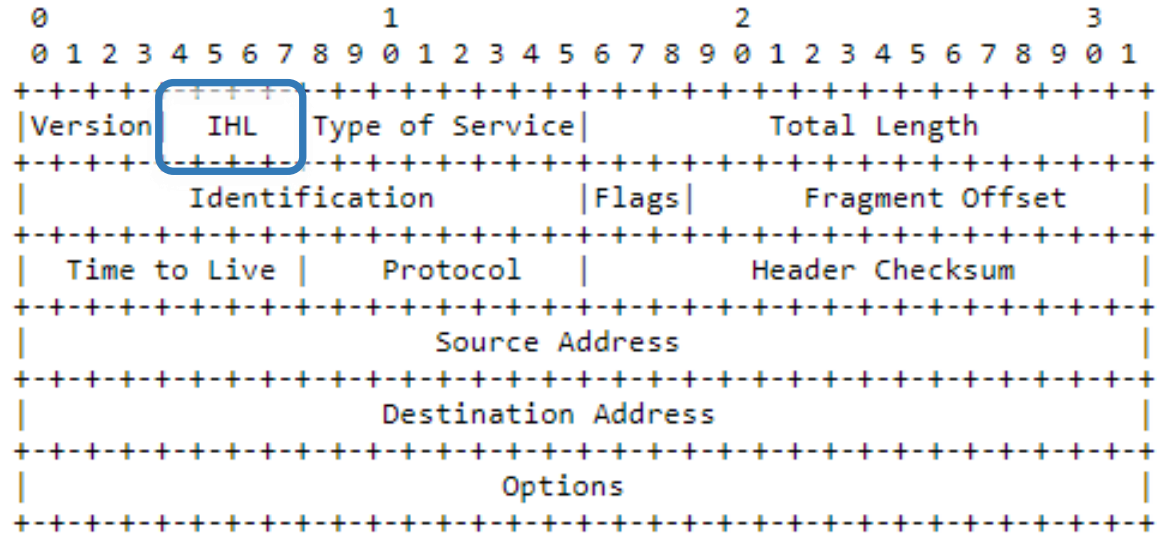 0 1 2 3
0 1 2 3 4 5 6 7 8 9 0 1 2 3 4 5 6 7 8 9 0 1 2 3 4 5 6 7 8 9 0 1
+-+-+-+-+-+-+-+-+-+-+-+-+-+-+-+-+-+-+-+-+-+-+-+-+-+-+-+-+-+-+-+-+
|Version| IHL |Type of Service| Total Length |
+-+-+-+-+-+-+-+-+-+-+-+-+-+-+-+-+-+-+-+-+-+-+-+-+-+-+-+-+-+-+-+-+
| Identification |Flags| Fragment Offset |
+-+-+-+-+-+-+-+-+-+-+-+-+-+-+-+-+-+-+-+-+-+-+-+-+-+-+-+-+-+-+-+-+
| Time to Live | Protocol | Header Checksum |
+-+-+-+-+-+-+-+-+-+-+-+-+-+-+-+-+-+-+-+-+-+-+-+-+-+-+-+-+-+-+-+-+
| Source Address |
+-+-+-+-+-+-+-+-+-+-+-+-+-+-+-+-+-+-+-+-+-+-+-+-+-+-+-+-+-+-+-+-+
| Destination Address |
+-+-+-+-+-+-+-+-+-+-+-+-+-+-+-+-+-+-+-+-+-+-+-+-+-+-+-+-+-+-+-+-+
| Options |
+-+-+-+-+-+-+-+-+-+-+-+-+-+-+-+-+-+-+-+-+-+-+-+-+-+-+-+-+-+-+-+-+